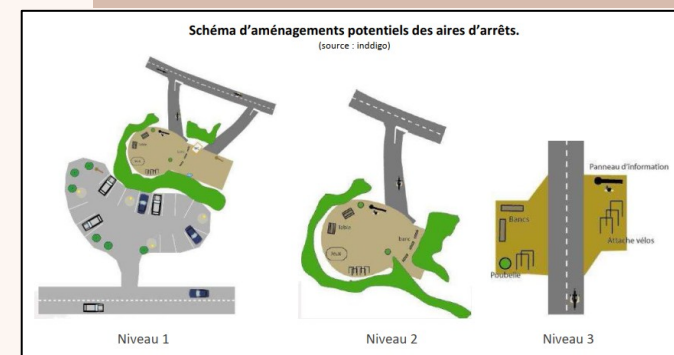 Schéma d'aménagements potentiels des aires d'arrêts.
(source : inddigo)
Panneau d'information
Bancs
Attache vélos
Poubelle
Niveau 1
Niveau 2
Niveau 3